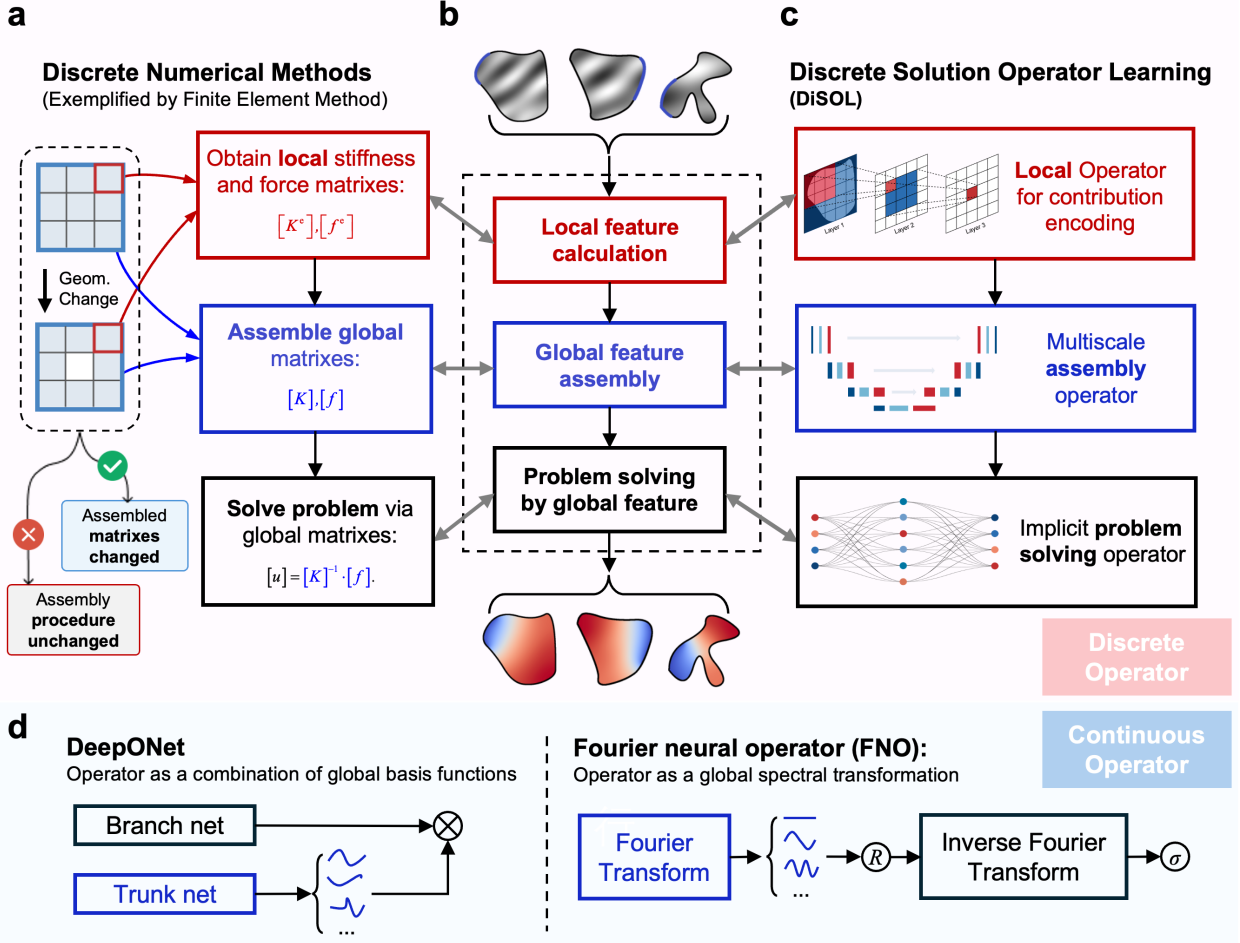 a
b
c
Discrete Numerical Methods
(Exemplified by Finite Element Method)
Geom.
Change
Obtain local stiffness
and force matrixes:
[Kᵉ],[fᵉ]
Assemble global
matrixes:
[K],[f]
Solve problem via
global matrixes:
[u]=[K]⁻¹·[f].
Assembled
matrixes
changed
Assembly
procedure
unchanged
Local feature
calculation
Global feature
assembly
Problem solving
by global feature
Discrete Solution Operator Learning
(DiSOL)
Layer 1
Layer 2
Layer 3
Local Operator
for contribution
encoding
Multiscale
assembly
operator
Implicit problem
solving operator
Discrete
Operator
Continuous
Operator
d
DeepONet
Operator as a combination of global basis functions
Branch net
Trunk net
...
Fourier neural operator (FNO):
Operator as a global spectral transformation
Fourier
Transform
...
R
Inverse Fourier
Transform
σ